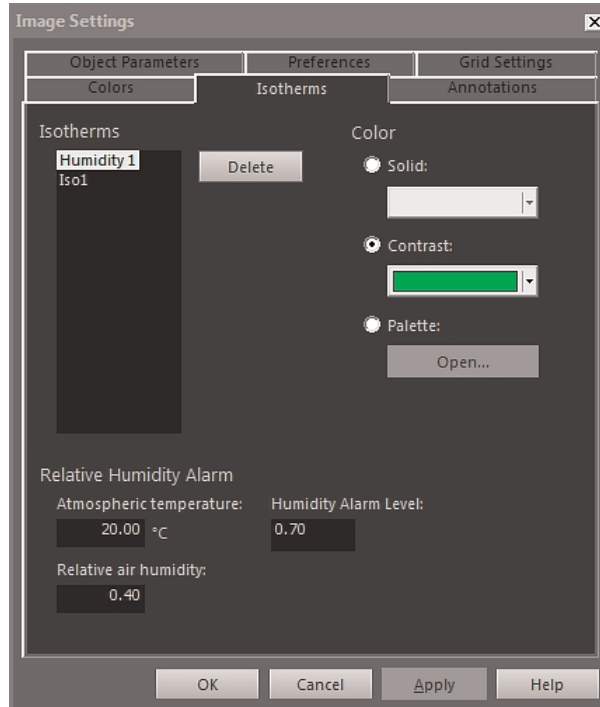 Image Settings
Object Parameters Preferences Grid Settings
Colors Isotherms Annotations
Isotherms
Humidity 1
Iso1
Delete
Color
Solid:
Contrast:
Palette:
Open...
Relative Humidity Alarm
Atmospheric temperature: Humidity Alarm Level:
20.00 °C 0.70
Relative air humidity:
0.40
OK Cancel Apply Help